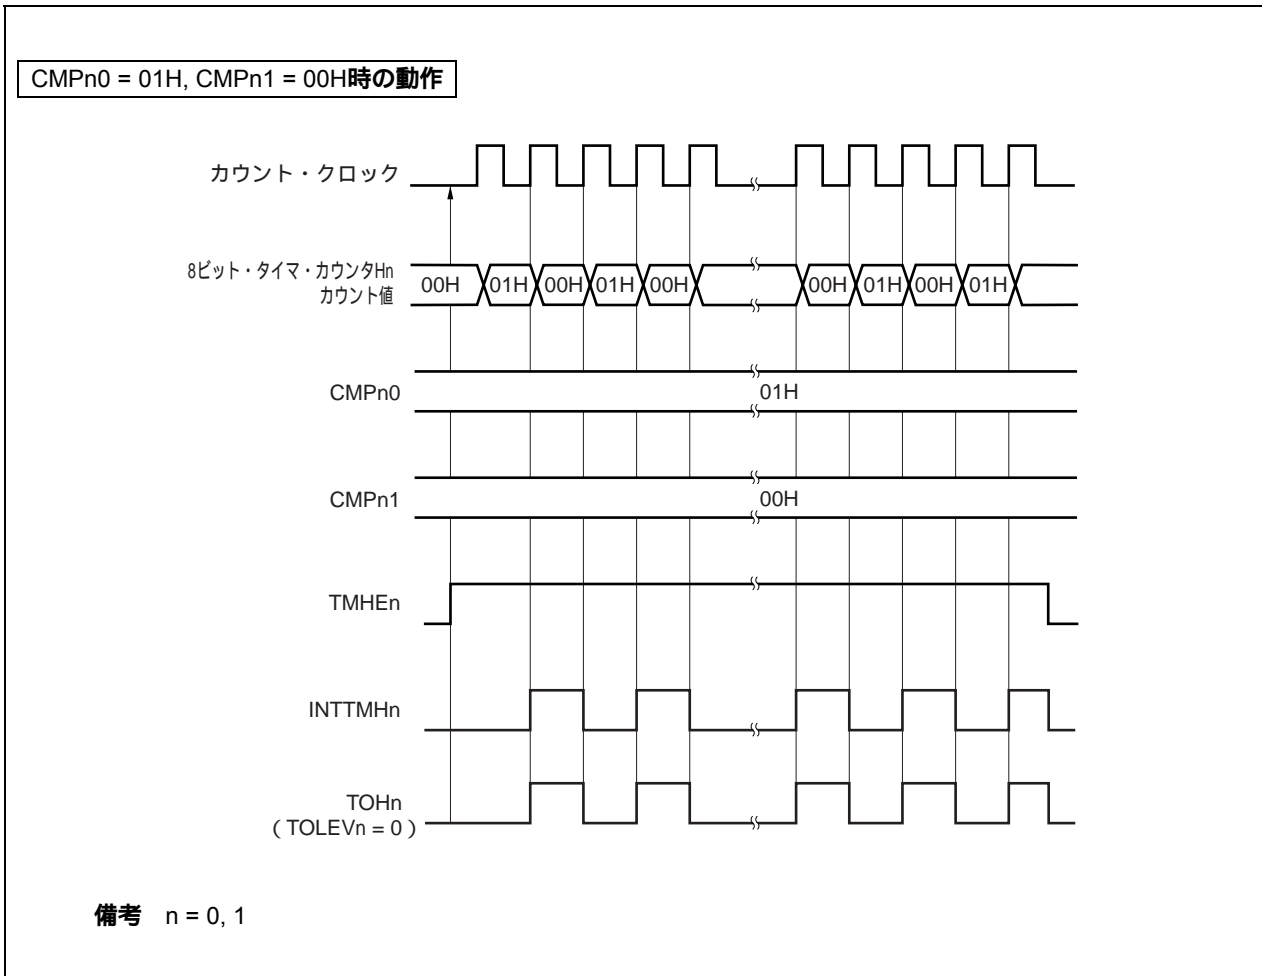 CMPn0 = 01H, CMPn1 = 00H時の動作
カウント・クロック
8ビット・タイマ・カウンタHn
カウント値
00H 01H 00H 01H 00H 00H 01H 00H 01H
CMPn0 01H
CMPn1 00H
TMHEn
INTTMHn
TOHn
（TOLEVn = 0）
備考 n = 0, 1